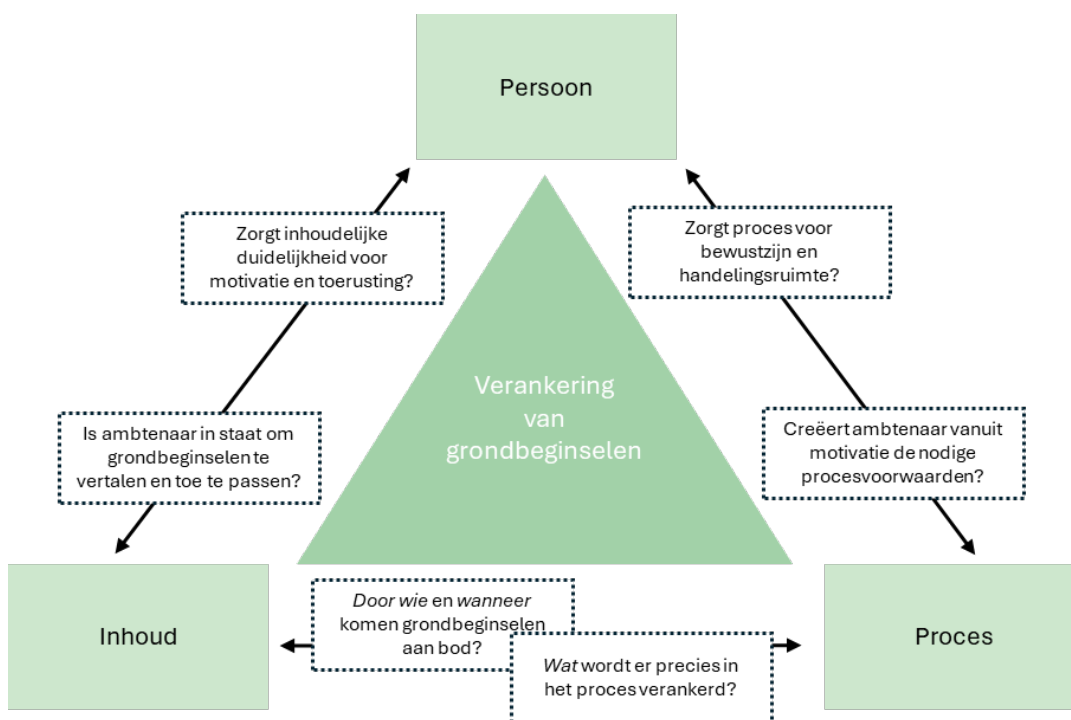 Persoon
Zorgt inhoudelijke
duidelijkheid voor
motivatie en toerusting?
Zorgt proces voor
bewustzijn en
handelingsruimte?
Verankering
van
grondbeginselen
Is ambtenaar in staat om
grondbeginselen te
vertalen en toe te passen?
Creëert ambtenaar vanuit
motivatie de nodige
procesvoorwaarden?
Inhoud
Door wie en wanneer
komen grondbeginselen
aan bod?
Wat wordt er precies in
het proces verankerd?
Proces